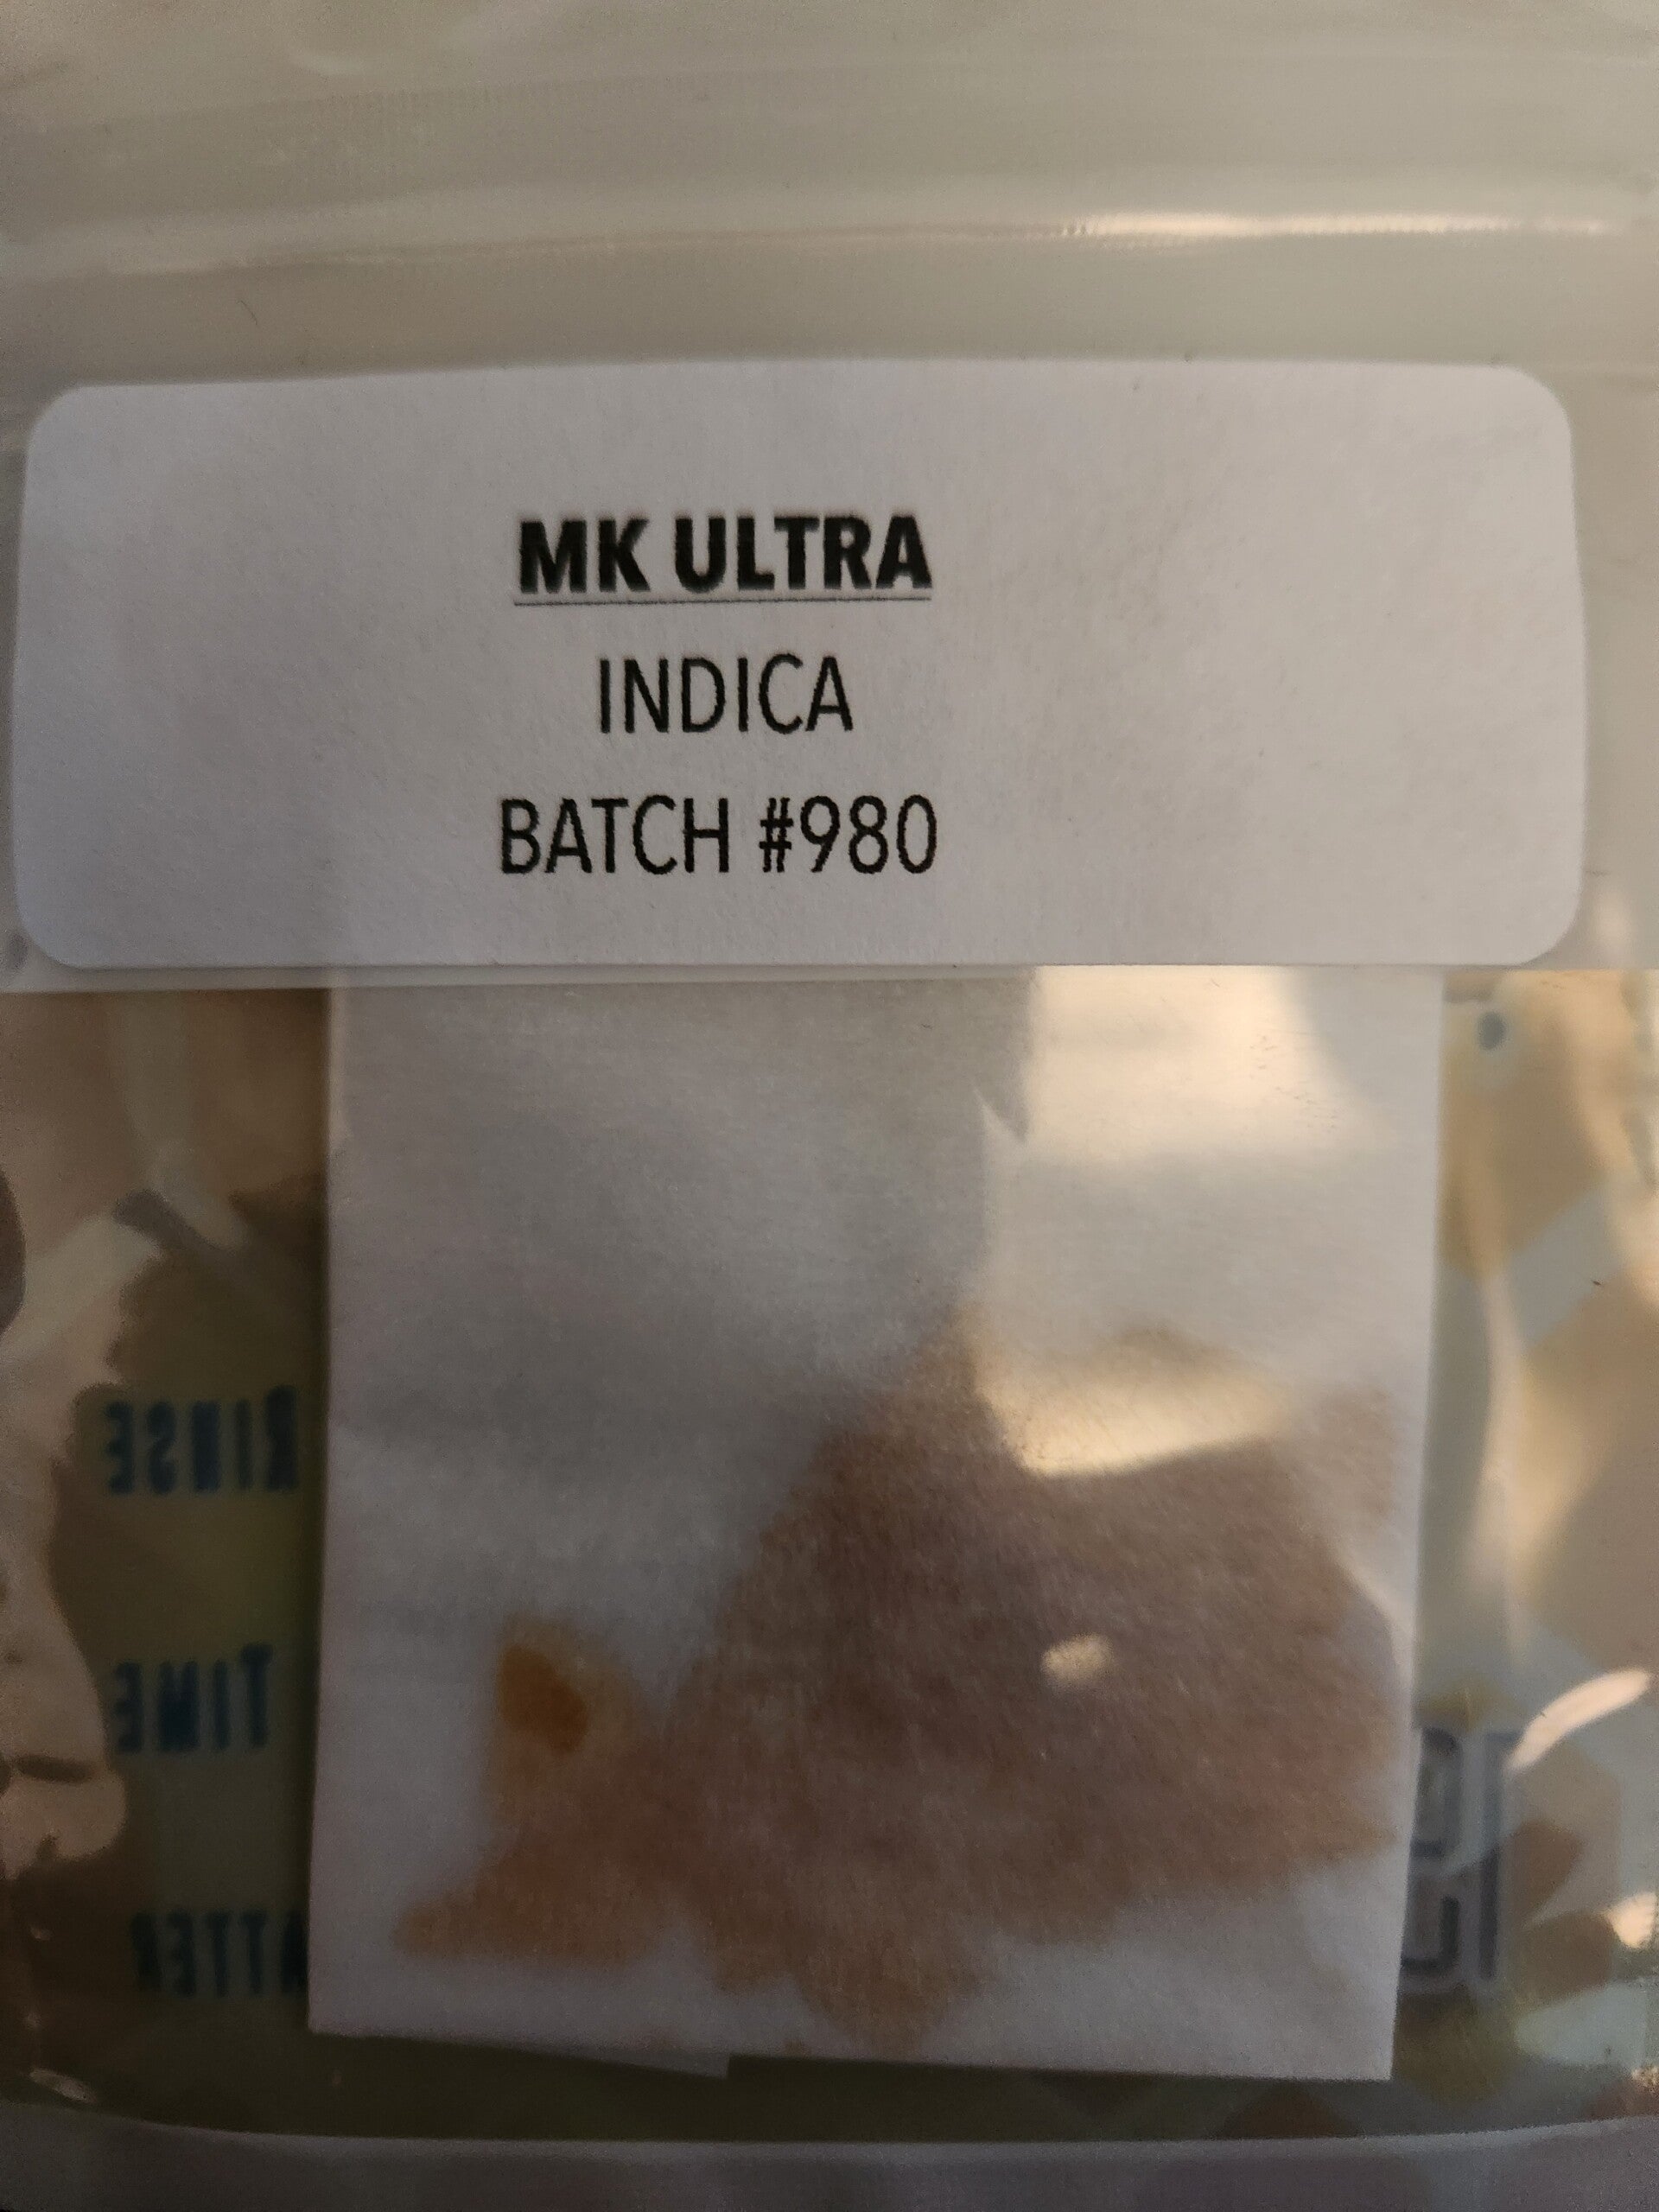 MK ULTRA
INDICA
BATCH #980
RINSE
TIME